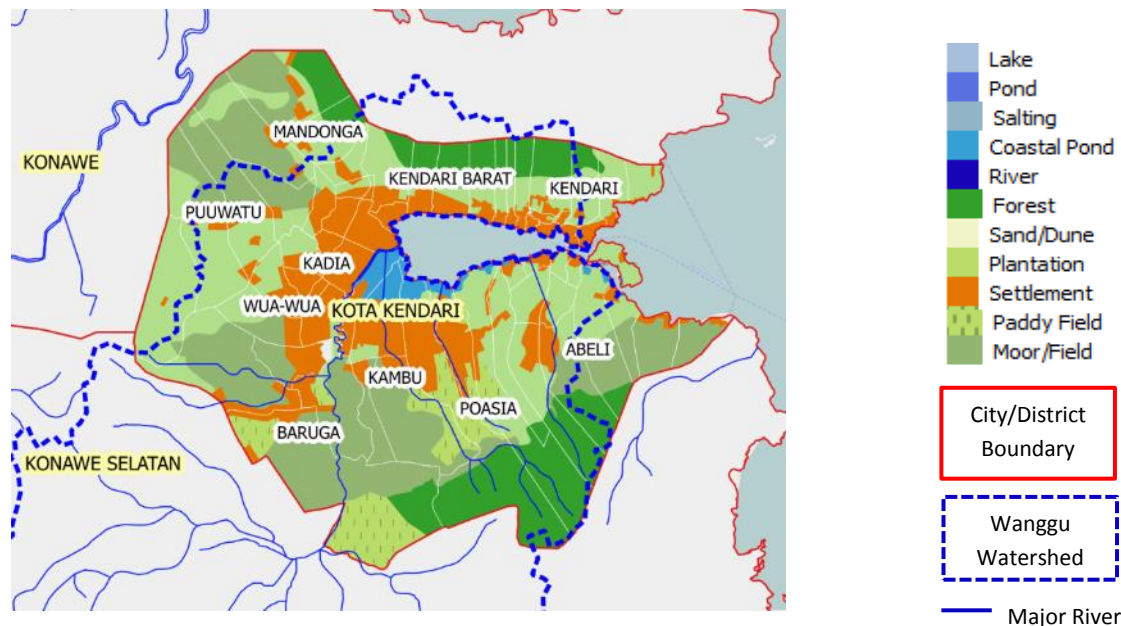 MANDONGA
KONAWE
KENDARI BARAT
KENDARI
PUUWATU
KADIA
WUA-WUA
KOTA KENDARI
ABELI
KAMBU
POASIA
BARUGA
KONAWE SELATAN
Lake
Pond
Salting
Coastal Pond
River
Forest
Sand/Dune
Plantation
Settlement
Paddy Field
Moor/Field
City/District
Boundary
Wanggu
Watershed
Major River